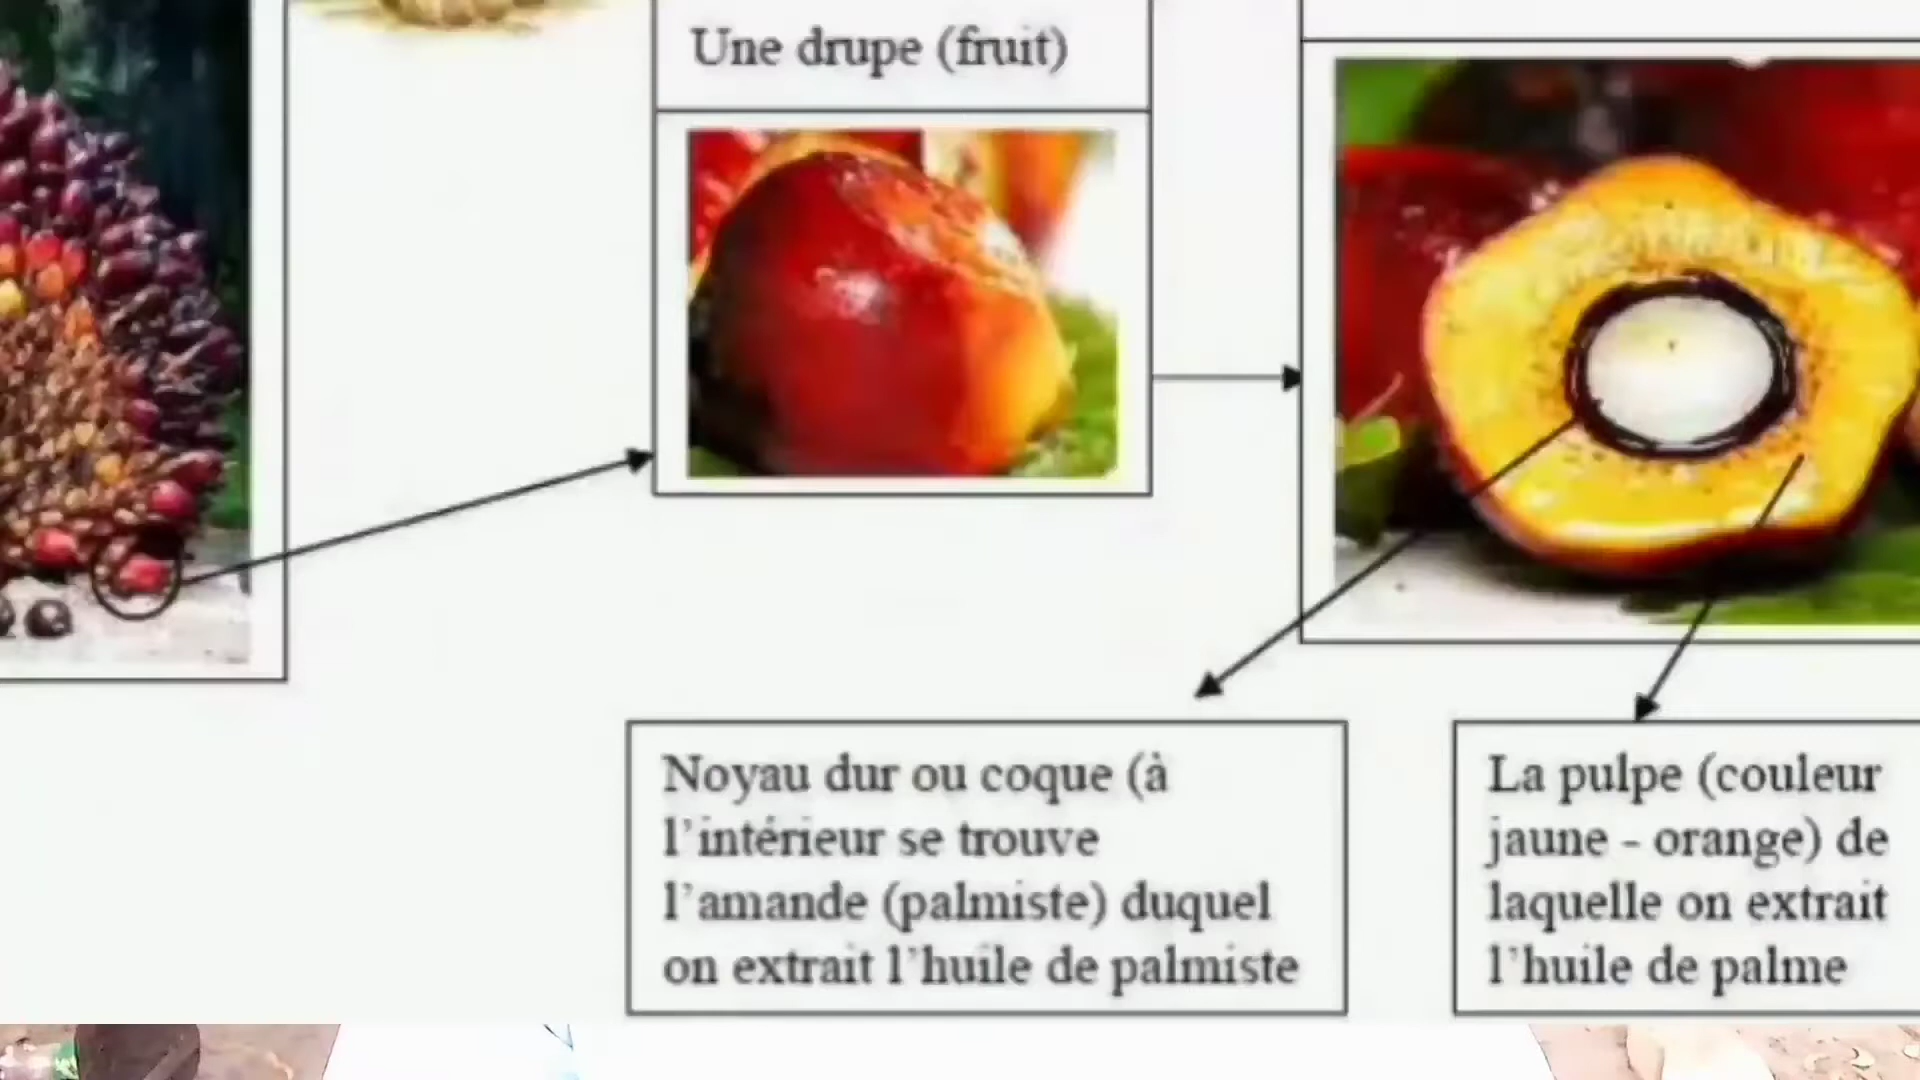 Une drupe (fruit)
Noyau dur ou coque (à
l'intérieur se trouve
l'amande (palmiste) duquel
on extrait l'huile de palmiste
La pulpe (couleur
jaune - orange) de
laquelle on extrait
l'huile de palme